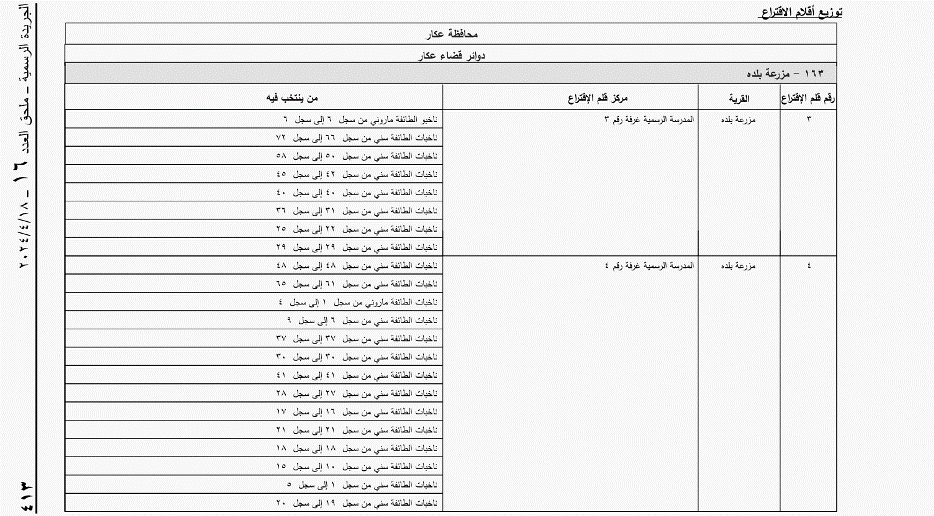 الجريدة الرسمية – ملحق العدد ١٦ – ٢٠٢٤/٤/١٨
توزيع أقلام الاقتراع
محافظة عكار
دوائر قضاء عكار
١٦٣ - مزرعة بلده
رقم قلم الإقتراع القرية مركز قلم الإقتراع من ينتخب فيه
٣ مزرعة بلده المدرسة الرسمية غرفة رقم ٣ ناخبو الطائفة ماروني من سجل ٦ إلى سجل ٦
ناخبات الطائفة سني من سجل ٦٦ إلى سجل ٧٢
ناخبات الطائفة سني من سجل ٥٠ إلى سجل ٥٨
ناخبات الطائفة سني من سجل ٤٢ إلى سجل ٤٥
ناخبات الطائفة سني من سجل ٤٠ إلى سجل ٤٠
ناخبات الطائفة سني من سجل ٣١ إلى سجل ٣٦
ناخبات الطائفة سني من سجل ٢٢ إلى سجل ٢٥
ناخبات الطائفة سني من سجل ٢٩ إلى سجل ٢٩
٤ مزرعة بلده المدرسة الرسمية غرفة رقم ٤ ناخبات الطائفة سني من سجل ٤٨ إلى سجل ٤٨
ناخبات الطائفة سني من سجل ٦١ إلى سجل ٦٥
ناخبات الطائفة ماروني من سجل ١ إلى سجل ٤
ناخبات الطائفة سني من سجل ٦ إلى سجل ٩
ناخبات الطائفة سني من سجل ٣٧ إلى سجل ٣٧
ناخبات الطائفة سني من سجل ٣٠ إلى سجل ٣٠
ناخبات الطائفة سني من سجل ٤١ إلى سجل ٤١
ناخبات الطائفة سني من سجل ٢٧ إلى سجل ٢٨
ناخبات الطائفة سني من سجل ١٦ إلى سجل ١٧
ناخبات الطائفة سني من سجل ٢١ إلى سجل ٢١
ناخبات الطائفة سني من سجل ١٨ إلى سجل ١٨
ناخبات الطائفة سني من سجل ١٠ إلى سجل ١٥
ناخبات الطائفة سني من سجل ١ إلى سجل ٥
ناخبات الطائفة سني من سجل ١٩ إلى سجل ٢٠
٤١٣